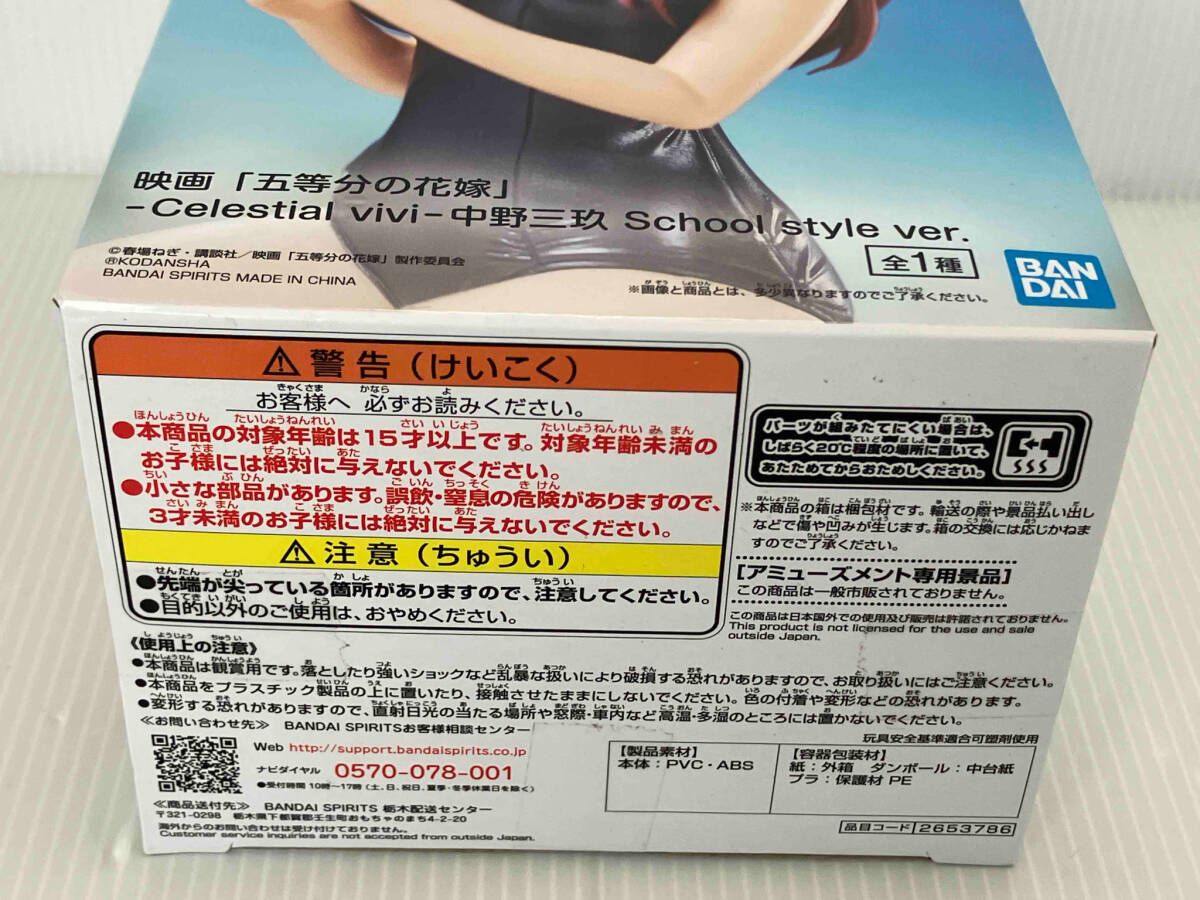 映画「五等分の花嫁」
-Celestial vivi-中野三玖 School style ver.
©春場ねぎ・講談社／映画「五等分の花嫁」製作委員会
®KODANSHA
BANDAI SPIRITS MADE IN CHINA
全1種
※画像と商品とは、多少異なりますのでご了承ください。
BAN
DAI
⚠警告（けいこく）
お客様へ 必ずお読みください。
●本商品の対象年齢は15才以上です。対象年齢未満の
お子様には絶対に与えないでください。
●小さな部品があります。誤飲・窒息の危険がありますので、
3才未満のお子様には絶対に与えないでください。
⚠注意（ちゅうい）
●先端が尖っている箇所がありますので、注意してください。
●目的以外のご使用は、おやめください。
パーツが組みたてにくい場合は、
しばらく20℃程度の場所に置いて、
あたためてからおためしください。
※本商品の箱は梱包材です。輸送の際や景品払い出し
などで傷や凹みが生じます。箱の交換には応じかねま
すのでご了承ください。
【アミューズメント専用景品】
この商品は一般市販されておりません。
この商品は日本国外での使用及び販売は許諾されておりません。
This product is not licensed for the use and sale
outside Japan.
《使用上の注意》
●本商品は観賞用です。落としたり強いショックなど乱暴な扱いにより破損する恐れがありますので、お取り扱いにはご注意ください。
●本商品をプラスチック製品の上に置いたり、接触させたままにしないでください。色の付着や変形などの恐れがあります。
●変形する恐れがありますので、直射日光の当たる場所や窓際・車内など高温・多湿のところには置かないでください。
≪お問い合わせ先≫ BANDAI SPIRITSお客様相談センター
Web http://support.bandaispirits.co.jp
ナビダイヤル 0570-078-001
●受付時間 10時〜17時（土、日、祝日、夏季・冬季休業日を除く）
≪商品送付先≫ BANDAI SPIRITS 栃木配送センター
〒321-0298 栃木県下都賀郡壬生町おもちゃのまち4-2-20
海外からのお問い合わせは受け付けておりません。
Customer service inquiries are not accepted from outside Japan.
玩具安全基準適合可塑剤使用
【製品素材】
本体：PVC・ABS
【容器包装材】
紙：外箱 ダンボール：中台紙
プラ：保護材 PE
品目コード 2653786